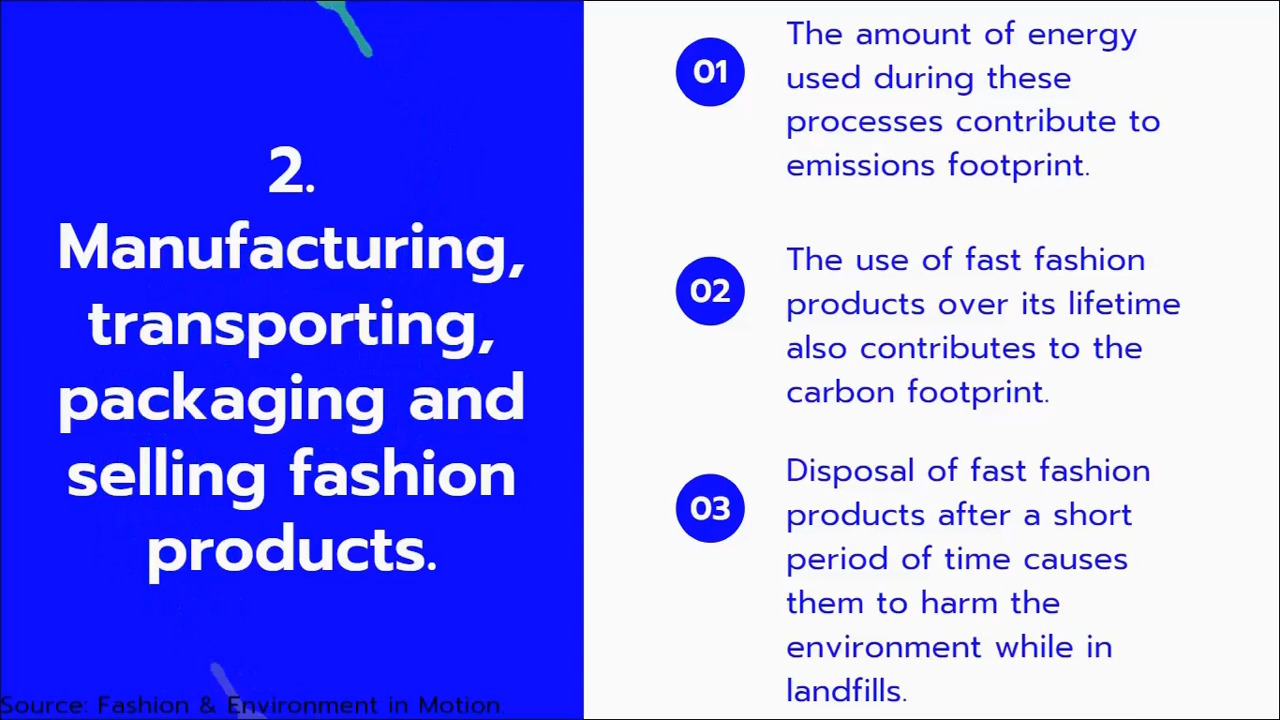 2.
Manufacturing,
transporting,
packaging and
selling fashion
products.
Source: Fashion & Environment in Motion.
01
The amount of energy
used during these
processes contribute to
emissions footprint.
02
The use of fast fashion
products over its lifetime
also contributes to the
carbon footprint.
03
Disposal of fast fashion
products after a short
period of time causes
them to harm the
environment while in
landfills.